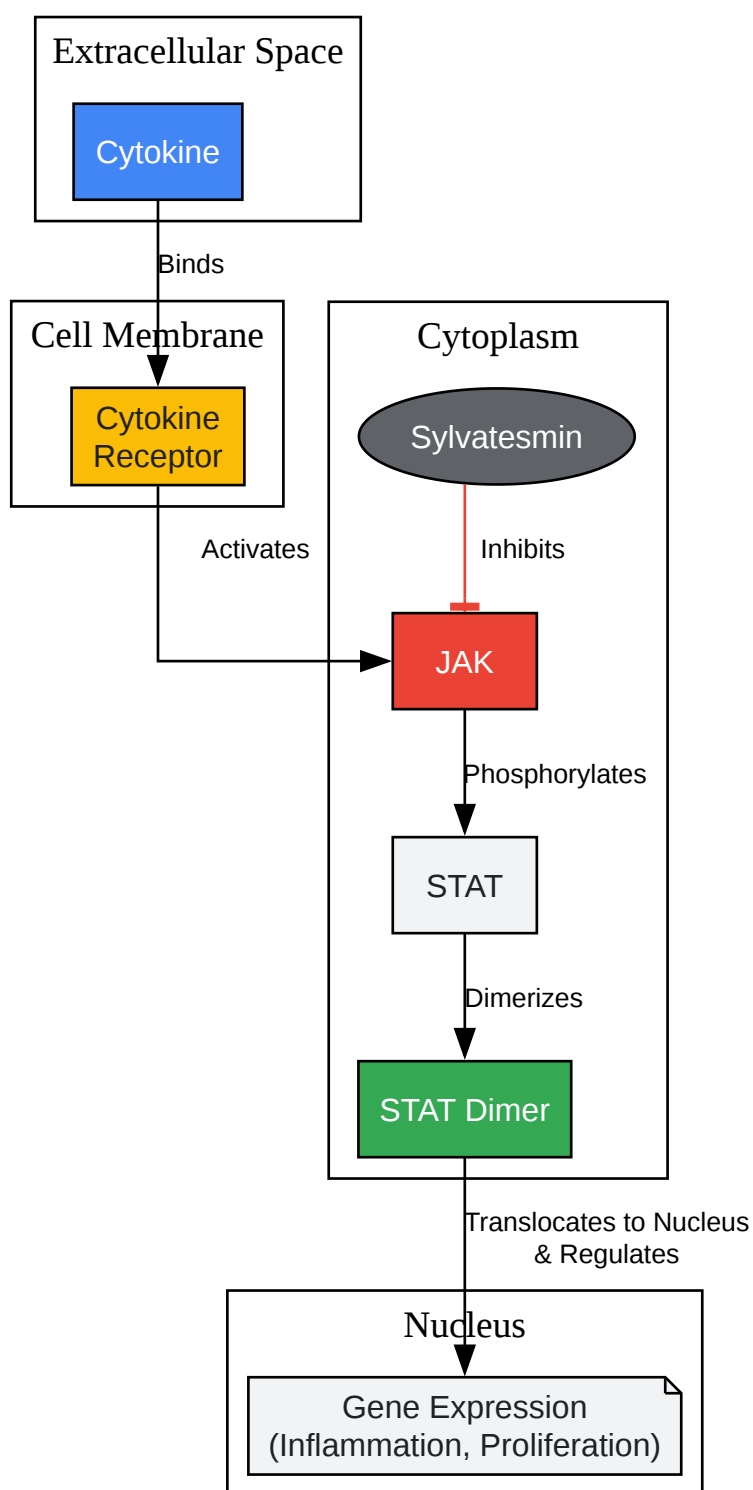 Extracellular Space
Cytokine
Binds
Cell Membrane
Cytokine
Receptor
Cytoplasm
Sylvatesmin
Activates
Inhibits
JAK
Phosphorylates
STAT
Dimerizes
STAT Dimer
Translocates to Nucleus
& Regulates
Nucleus
Gene Expression
(Inflammation, Proliferation)